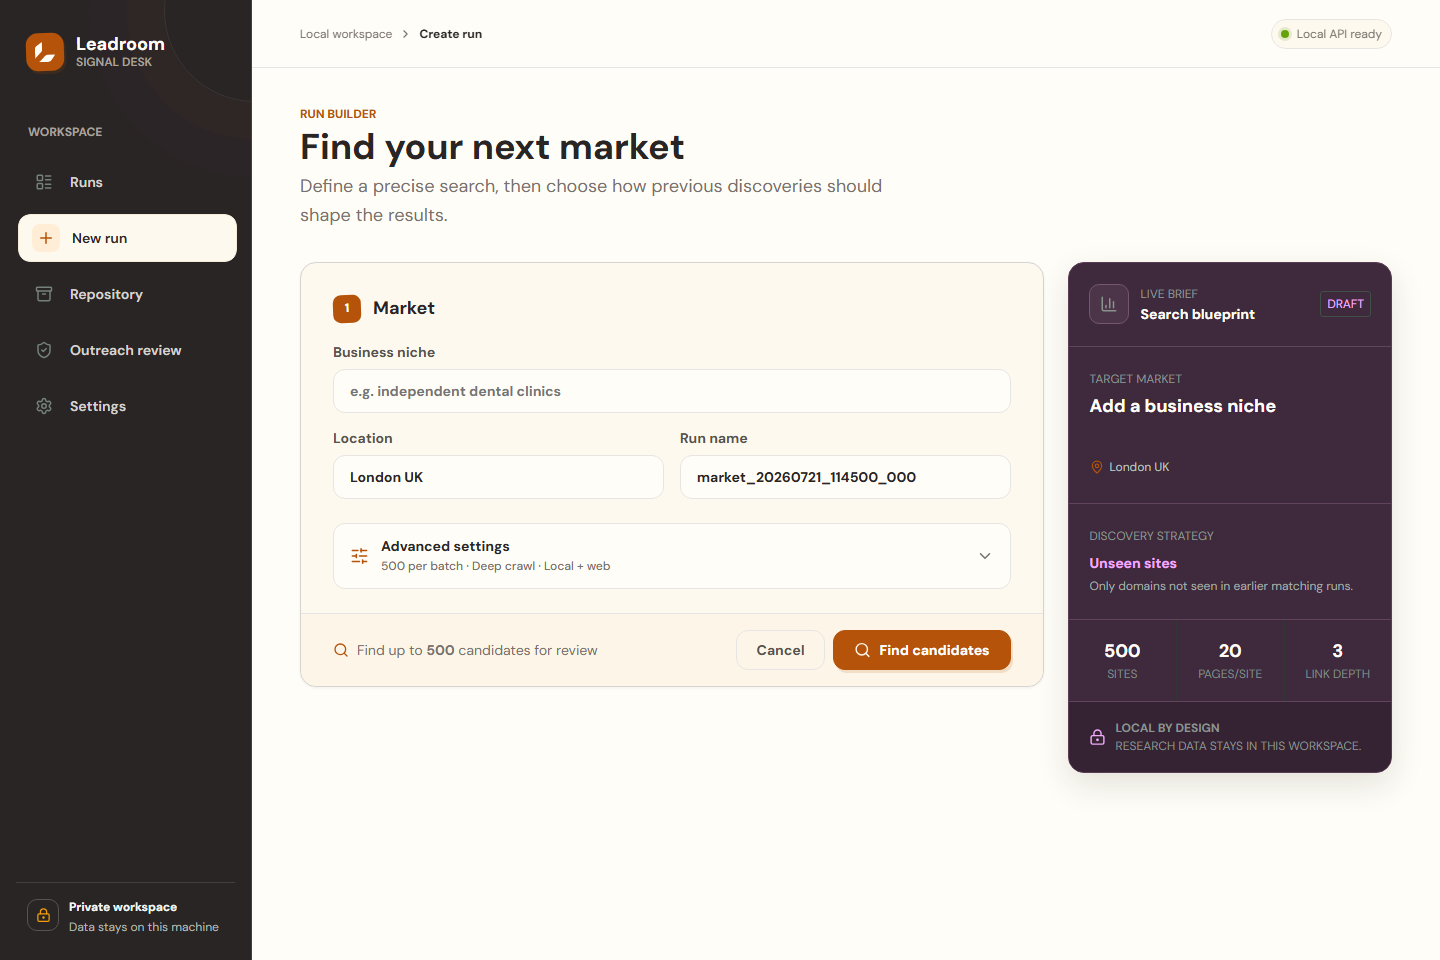 Leadroom
SIGNAL DESK
WORKSPACE
Runs
New run
Repository
Outreach review
Settings
Private workspace
Data stays on this machine
Local workspace > Create run
Local API ready
RUN BUILDER
Find your next market
Define a precise search, then choose how previous discoveries should
shape the results.
1 Market
Business niche
e.g. independent dental clinics
Location
London UK
Run name
market_20260721_114500_000
Advanced settings
500 per batch · Deep crawl · Local + web
Find up to 500 candidates for review
Cancel
Find candidates
LIVE BRIEF
Search blueprint
DRAFT
TARGET MARKET
Add a business niche
London UK
DISCOVERY STRATEGY
Unseen sites
Only domains not seen in earlier matching runs.
500
SITES
20
PAGES/SITE
3
LINK DEPTH
LOCAL BY DESIGN
RESEARCH DATA STAYS IN THIS WORKSPACE.